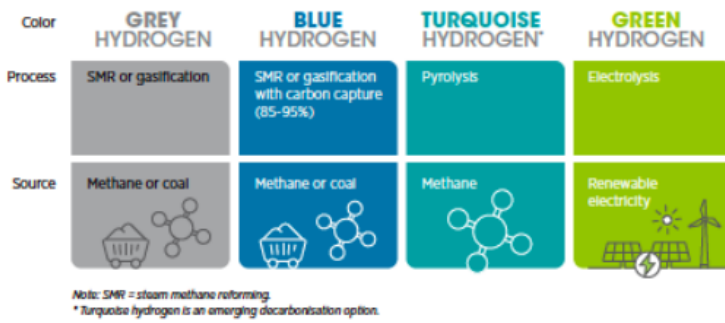 Color
GREY HYDROGEN
BLUE HYDROGEN
TURQUOISE HYDROGEN*
GREEN HYDROGEN
Process
SMR or gasification
SMR or gasification
with carbon capture
(85-95%)
Pyrolysis
Electrolysis
Source
Methane or coal
Methane or coal
Methane
Renewable
electricity
Note: SMR = steam methane reforming.
* Turquoise hydrogen is an emerging decarbonisation option.